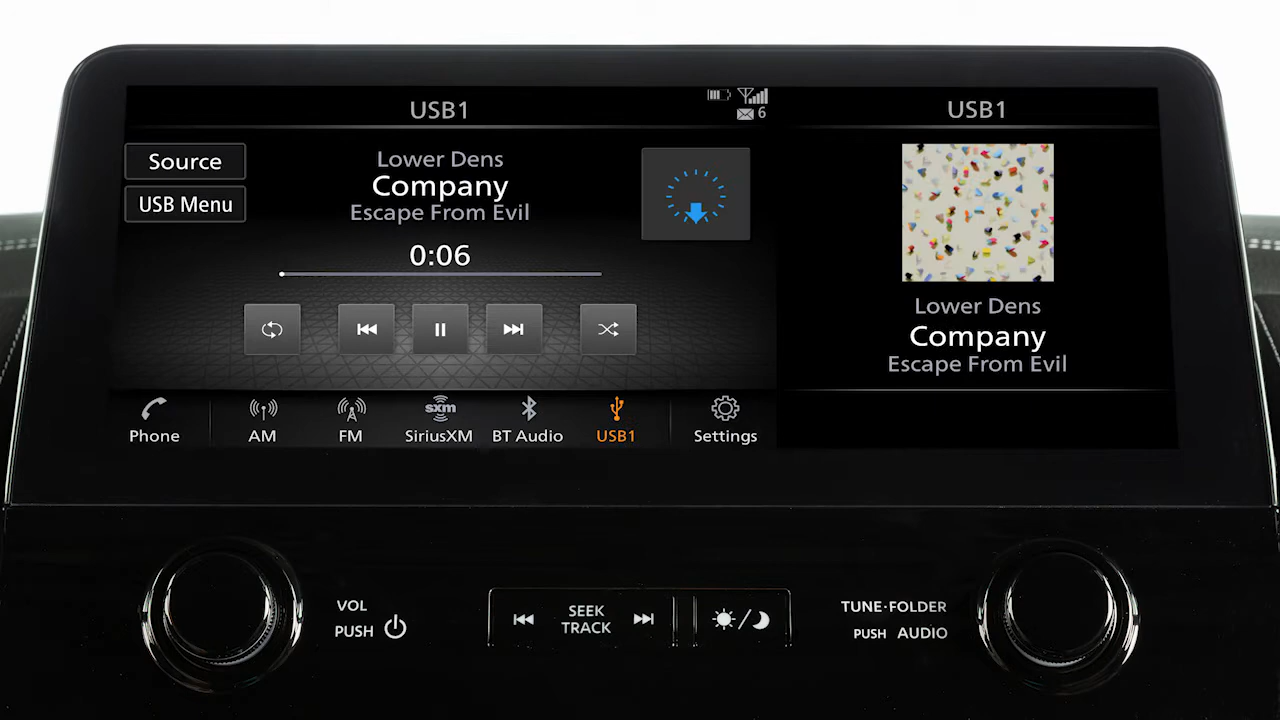 USB1
6
Source
USB Menu
Lower Dens
Company
Escape From Evil
0:06
Phone
AM
FM
sxm
SiriusXM
BT Audio
USB1
Settings
USB1
Lower Dens
Company
Escape From Evil
VOL
PUSH
SEEK
TRACK
TUNE·FOLDER
PUSH AUDIO